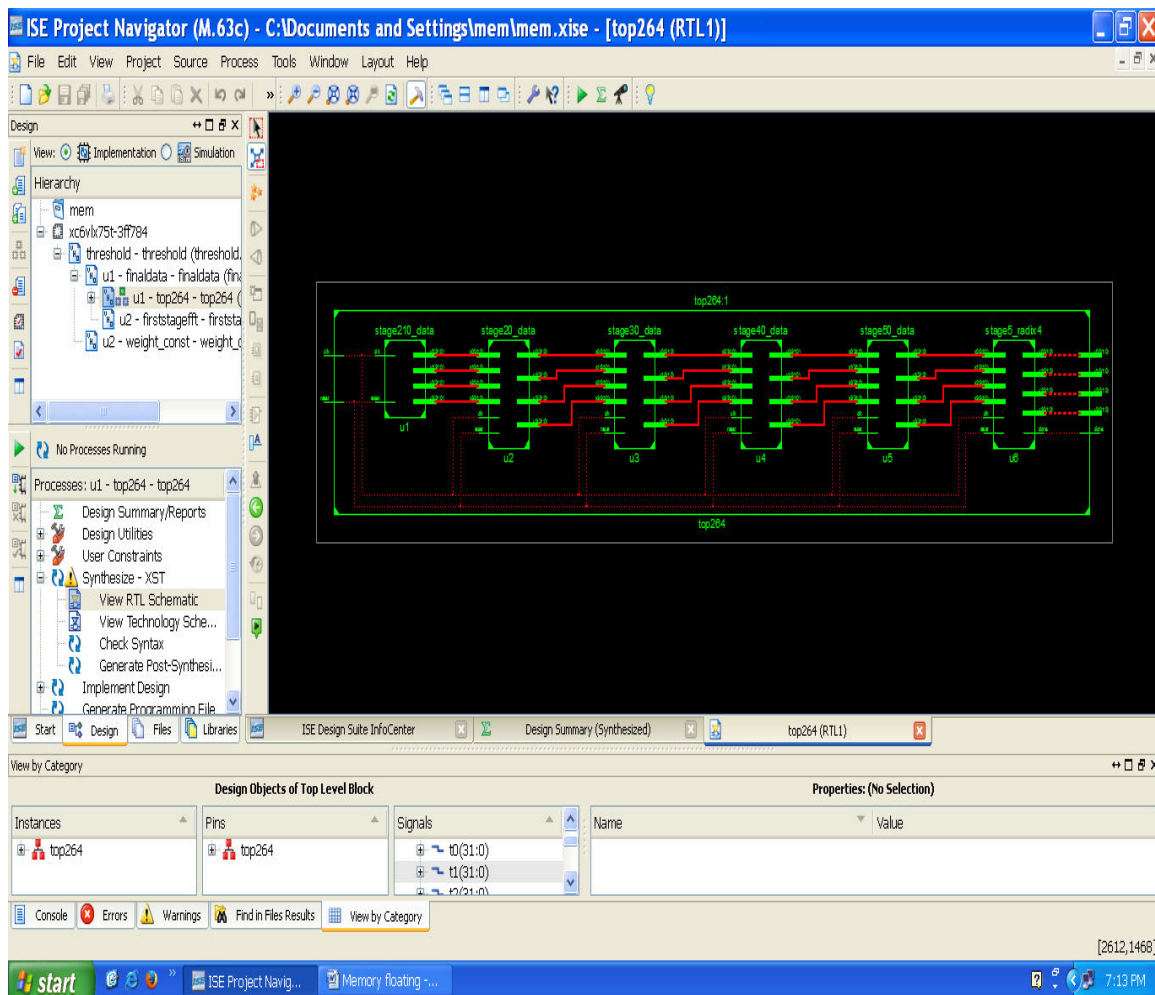 ISE Project Navigator (M.63c) - C:\Documents and Settings\mem\mem.xise - [top264 (RTL1)]
File Edit View Project Source Process Tools Window Layout Help
Design
View: Implementation Simulation
Hierarchy
mem
xc6vlx75t-3ff784
threshold - threshold (threshold.
u1 - finaldata - finaldata (fin
u1 - top264 - top264 (
u2 - firststagefft - firststa
u2 - weight_const - weight_c
No Processes Running
Processes: u1 - top264 - top264
Design Summary/Reports
Design Utilities
User Constraints
Synthesize - XST
View RTL Schematic
View Technology Sche...
Check Syntax
Generate Post-Synthesi...
Implement Design
Generate Programming File
Start Design Files Libraries
top264:1
stage210_data stage20_data stage30_data stage40_data stage50_data stage5_radix4
u1 u2 u3 u4 u5 u6
top264
ISE Design Suite InfoCenter Design Summary (Synthesized) top264 (RTL1)
View by Category
Design Objects of Top Level Block Properties: (No Selection)
Instances Pins Signals Name Value
top264 top264 t0(31:0)
t1(31:0)
t2(31:0)
Console Errors Warnings Find in Files Results View by Category
[2612,1468]
start ISE Project Navig... Memory floating -... 7:13 PM